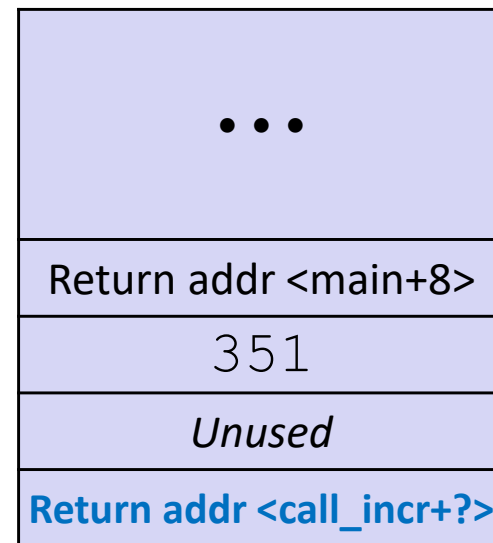 •••
Return addr <main+8>
351
Unused
Return addr <call_incr+?>